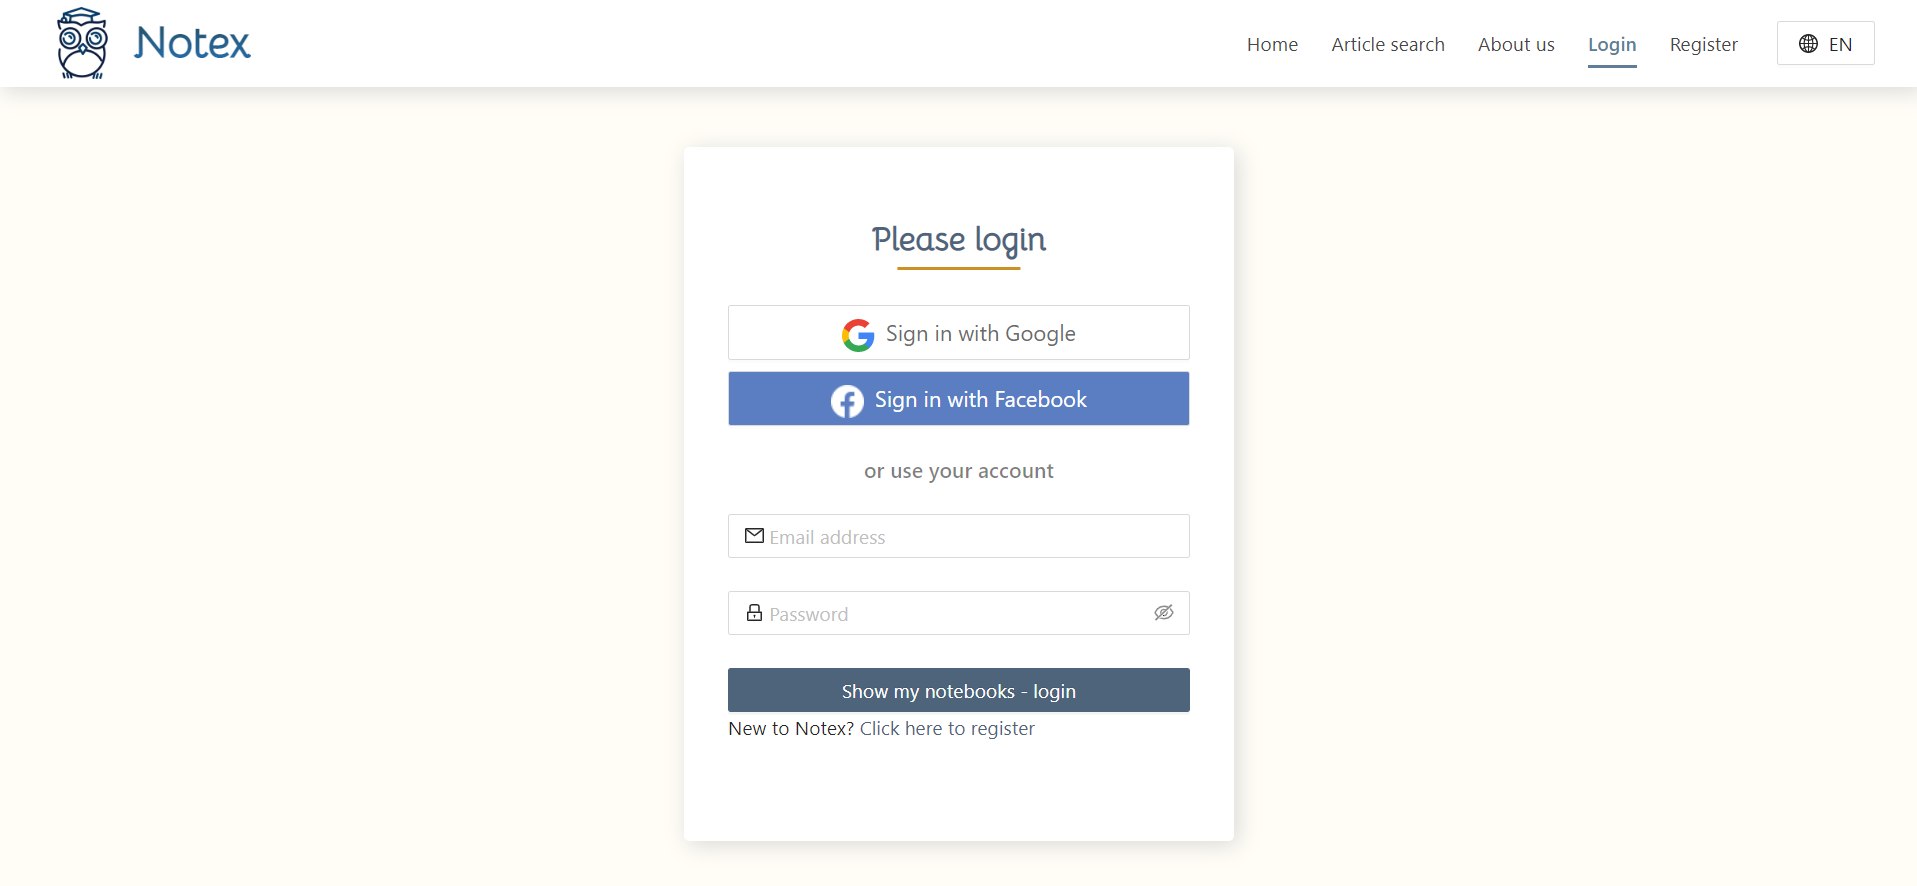 Notex
Home
Article search
About us
Login
Register
EN
Please login
Sign in with Google
Sign in with Facebook
or use your account
Email address
Password
Show my notebooks - login
New to Notex? Click here to register